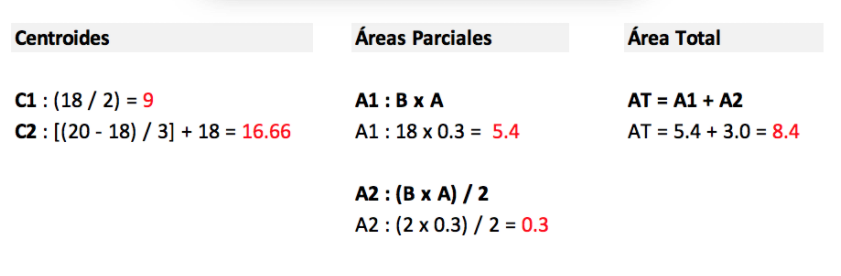 Centroides
C1 : (18 / 2) = 9
C2 : [(20 - 18) / 3] + 18 = 16.66
Áreas Parciales
A1 : B x A
A1 : 18 x 0.3 = 5.4
A2 : (B x A) / 2
A2 : (2 x 0.3) / 2 = 0.3
Área Total
AT = A1 + A2
AT = 5.4 + 3.0 = 8.4